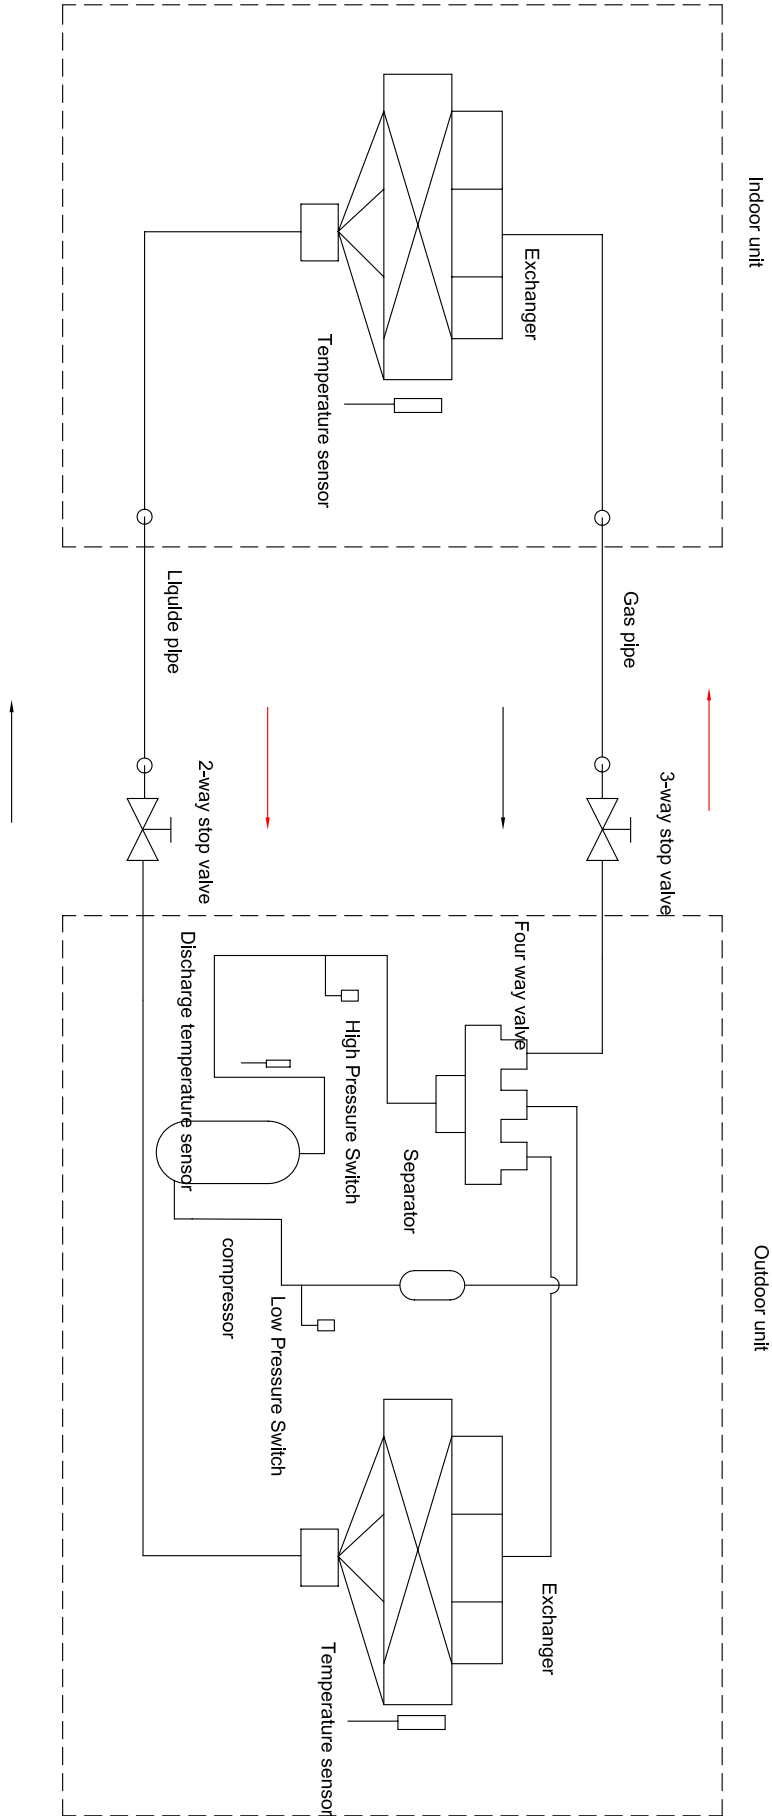 Indoor unit
Exchanger
Temperature sensor
Gas pipe
LIquIde pIpe
3-way stop valve
2-way stop valve
Four way valve
Discharge temperature sensor
High Pressure Switch
Separator
compressor
Low Pressure Switch
Outdoor unit
Exchanger
Temperature sensor